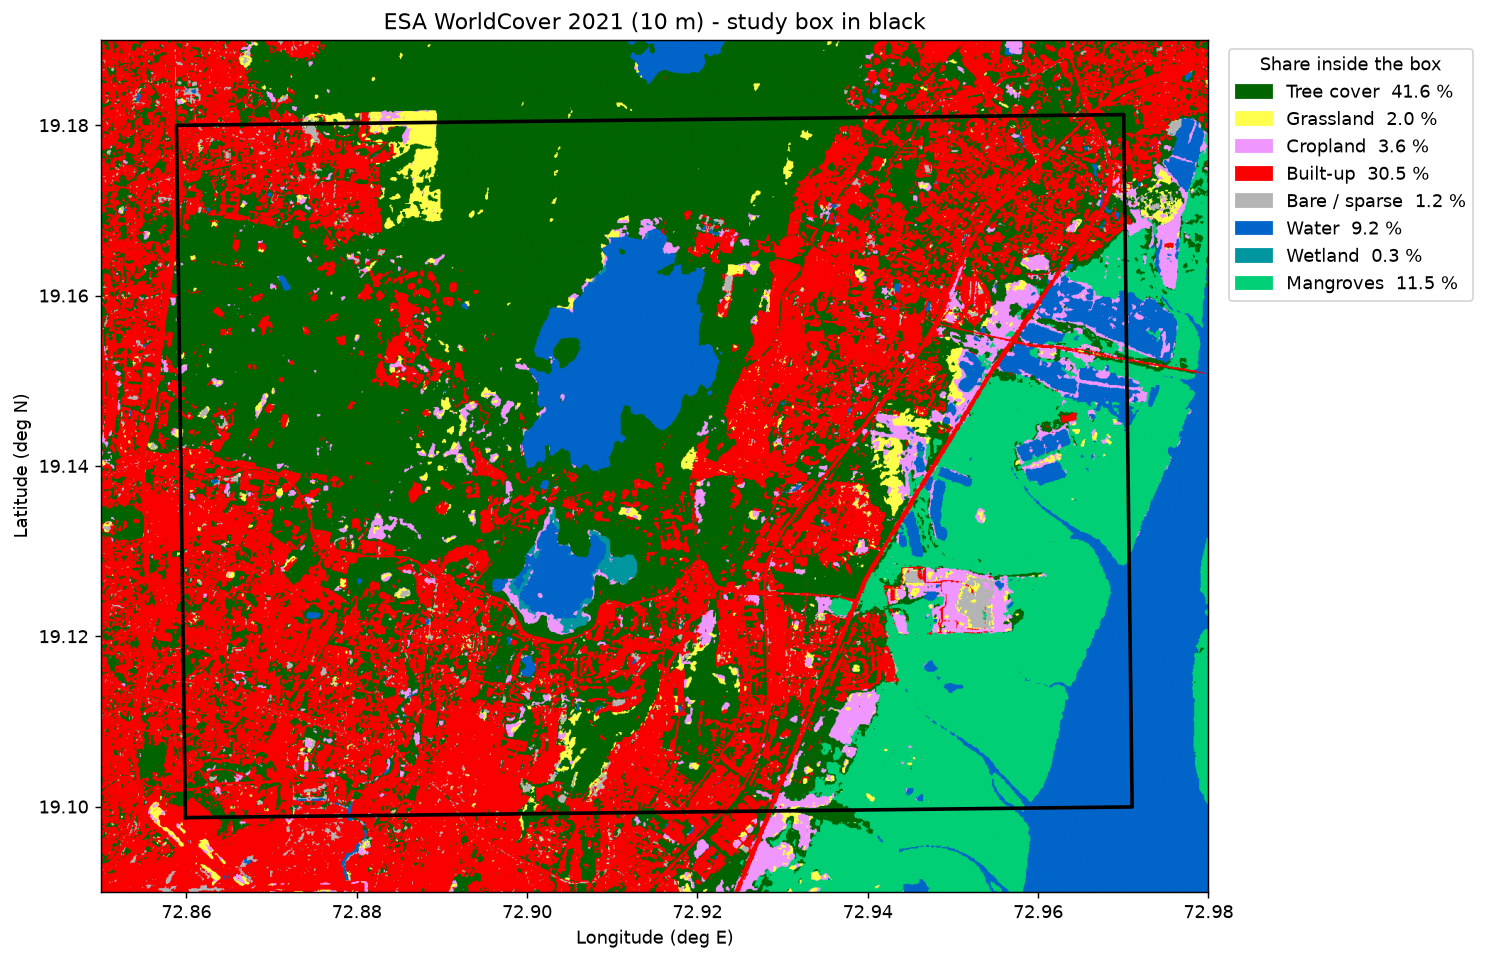 ESA WorldCover 2021 (10 m) - study box in black
Share inside the box
Tree cover  41.6 %
Grassland  2.0 %
Cropland  3.6 %
Built-up  30.5 %
Bare / sparse  1.2 %
Water  9.2 %
Wetland  0.3 %
Mangroves  11.5 %
Latitude (deg N)
19.18
19.16
19.14
19.12
19.10
72.86 72.88 72.90 72.92 72.94 72.96 72.98
Longitude (deg E)